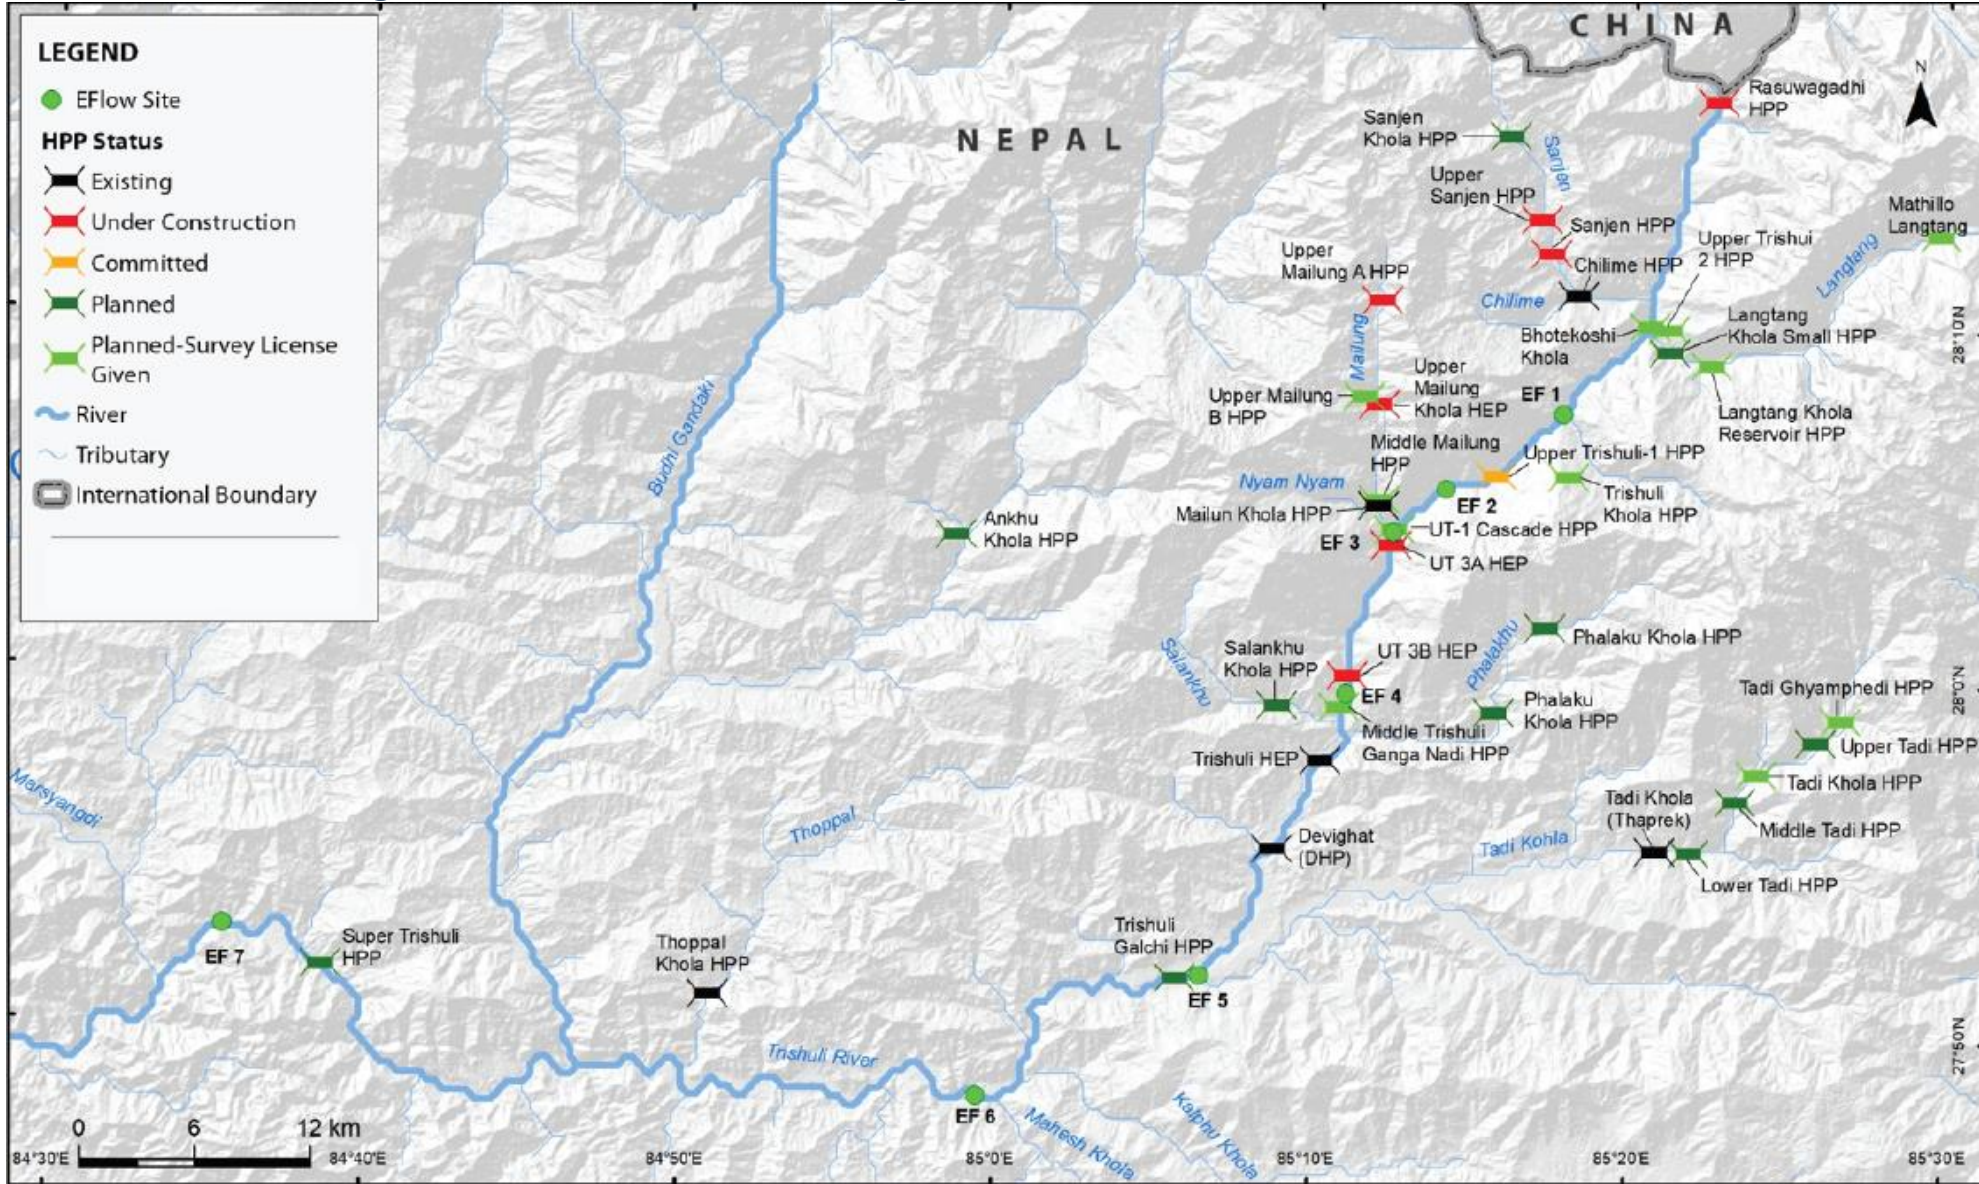 LEGEND
EFlow Site
HPP Status
Existing
Under Construction
Committed
Planned
Planned-Survey License
Given
River
Tributary
International Boundary
CHINA
NEPAL
N
Rasuwagadhi
HPP
Sanjen
Khola HPP
Sanjen
Upper
Sanjen HPP
Sanjen HPP
Mathillo
Langtang
Langtang
Upper Trishui
2 HPP
Upper
Mailung A HPP
Chilime HPP
Chilime
Mailung
Bhotekoshi
Khola
Langtang
Khola Small HPP
28°10'N
Upper Mailung
B HPP
Upper
Mailung
Khola HEP
EF 1
Langtang Khola
Reservoir HPP
Budhi Gandaki
Middle Mailung
HPP
Upper Trishuli-1 HPP
Nyam Nyam
EF 2
Trishuli
Khola HPP
Mailun Khola HPP
Ankhu
Khola HPP
UT-1 Cascade HPP
EF 3
UT 3A HEP
Phalaku Khola HPP
Phalakhu
Salankhu
Salankhu
Khola HPP
UT 3B HEP
EF 4
Phalaku
Khola HPP
Tadi Ghyamphedi HPP
28°0'N
Middle Trishuli
Ganga Nadi HPP
Upper Tadi HPP
Trishuli HEP
Tadi Khola HPP
Marsyangdi
Thoppal
Tadi Khola
(Thaprek)
Middle Tadi HPP
Devighat
(DHP)
Tadi Kohla
Lower Tadi HPP
Trishuli
Galchi HPP
Super Trishuli
HPP
EF 7
Thoppal
Khola HPP
EF 5
Trishuli River
27°50'N
EF 6
Mahesh Khola
Kalphu Khola
0 6 12 km
84°30'E 84°40'E 84°50'E 85°0'E 85°10'E 85°20'E 85°30'E